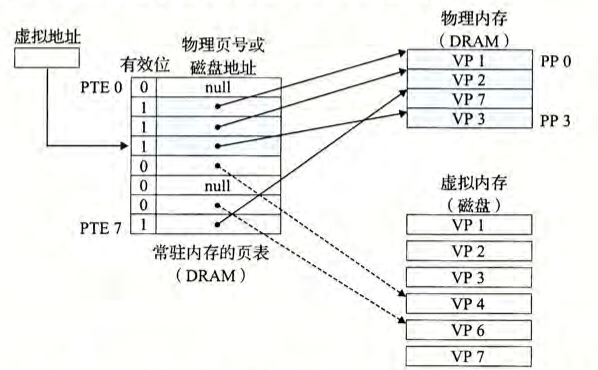 虚拟地址
物理页号或
磁盘地址
有效位
PTE 0
0
null
1
1
1
0
0
null
0
PTE 7
1
常驻内存的页表
（DRAM）
物理内存
（DRAM）
VP 1
PP 0
VP 2
VP 7
VP 3
PP 3
虚拟内存
（磁盘）
VP 1
VP 2
VP 3
VP 4
VP 6
VP 7